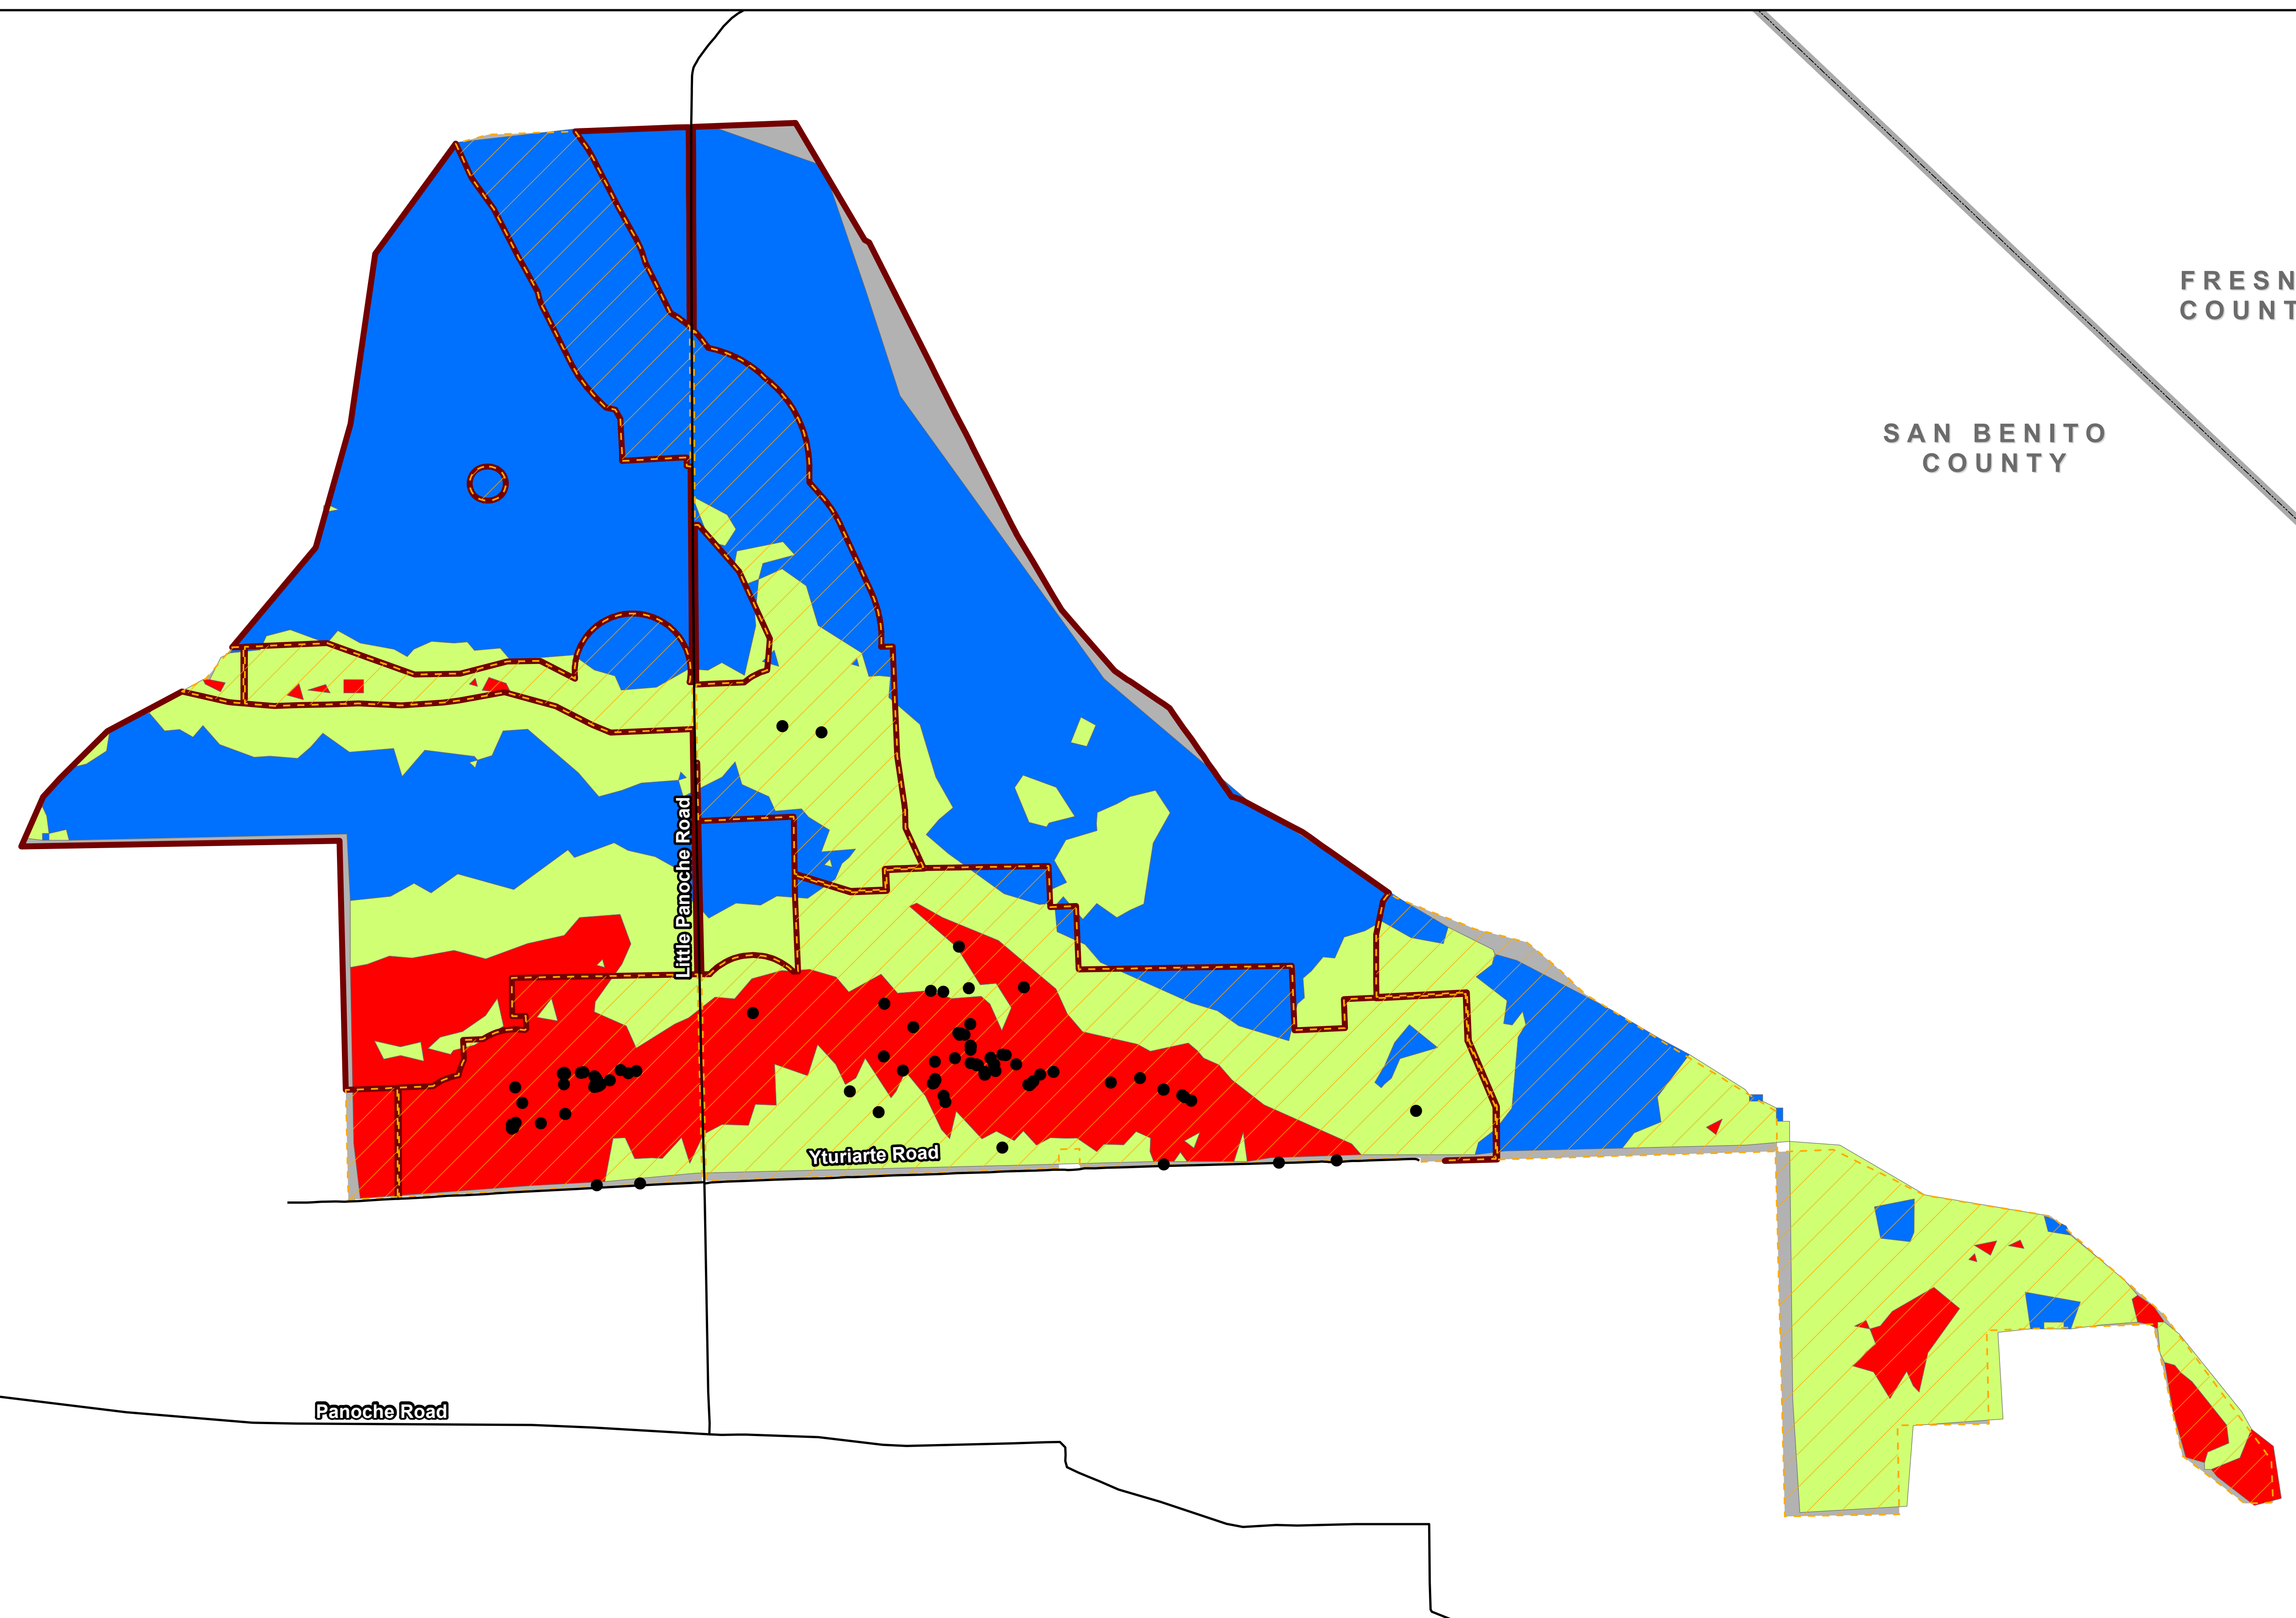 FRESN
COUNT
SAN BENITO
COUNTY
Little Panoche Road
Yturiarte Road
Panoche Road